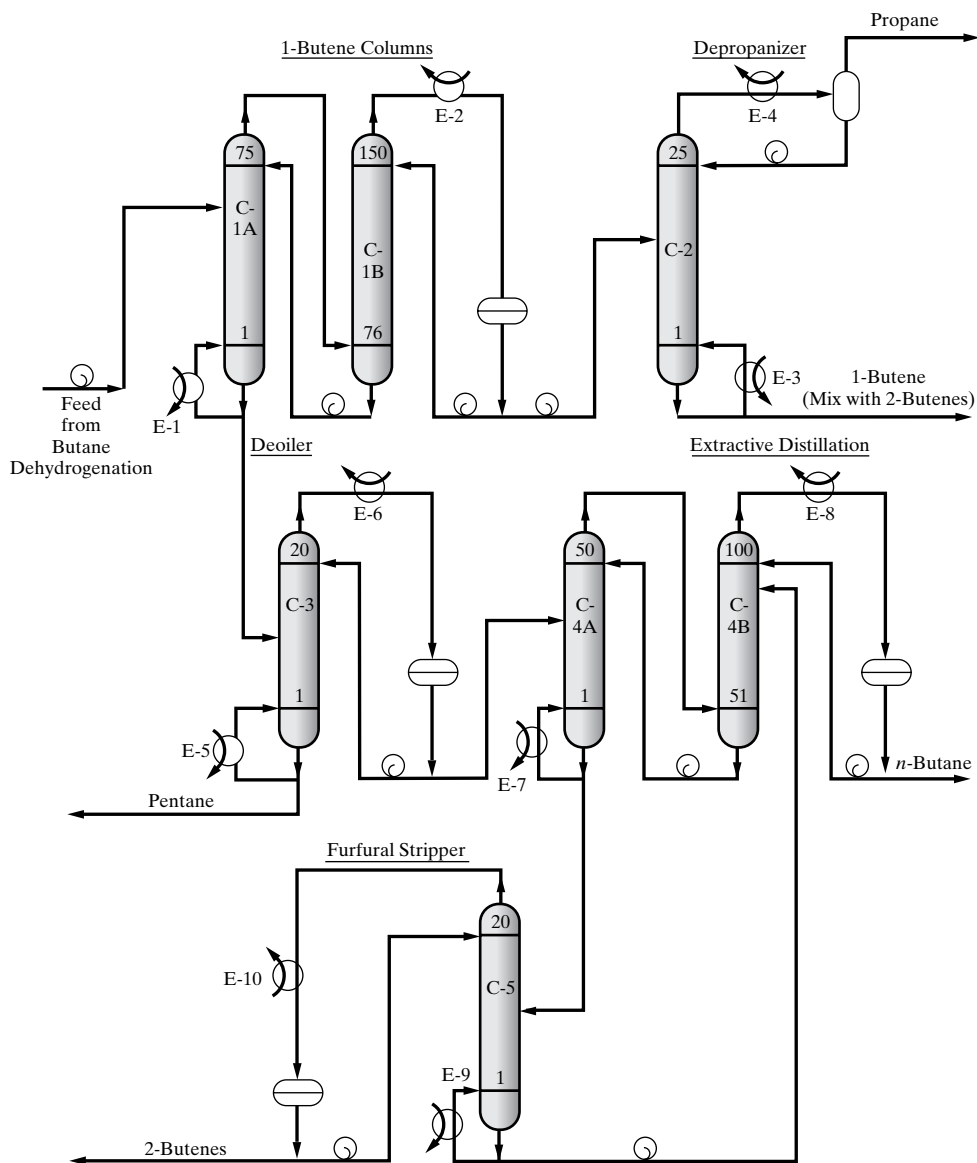 1-Butene Columns
Depropanizer
Propane
E-2
E-4
75
150
25
C-
1A
C-
1B
C-2
1
76
1
E-1
E-3
Feed
from
Butane
Dehydrogenation
1-Butene
(Mix with 2-Butenes)
Deoiler
Extractive Distillation
E-6
E-8
20
50
100
C-3
C-
4A
C-
4B
1
1
51
E-5
E-7
n-Butane
Pentane
Furfural Stripper
20
E-10
C-5
E-9
1
2-Butenes